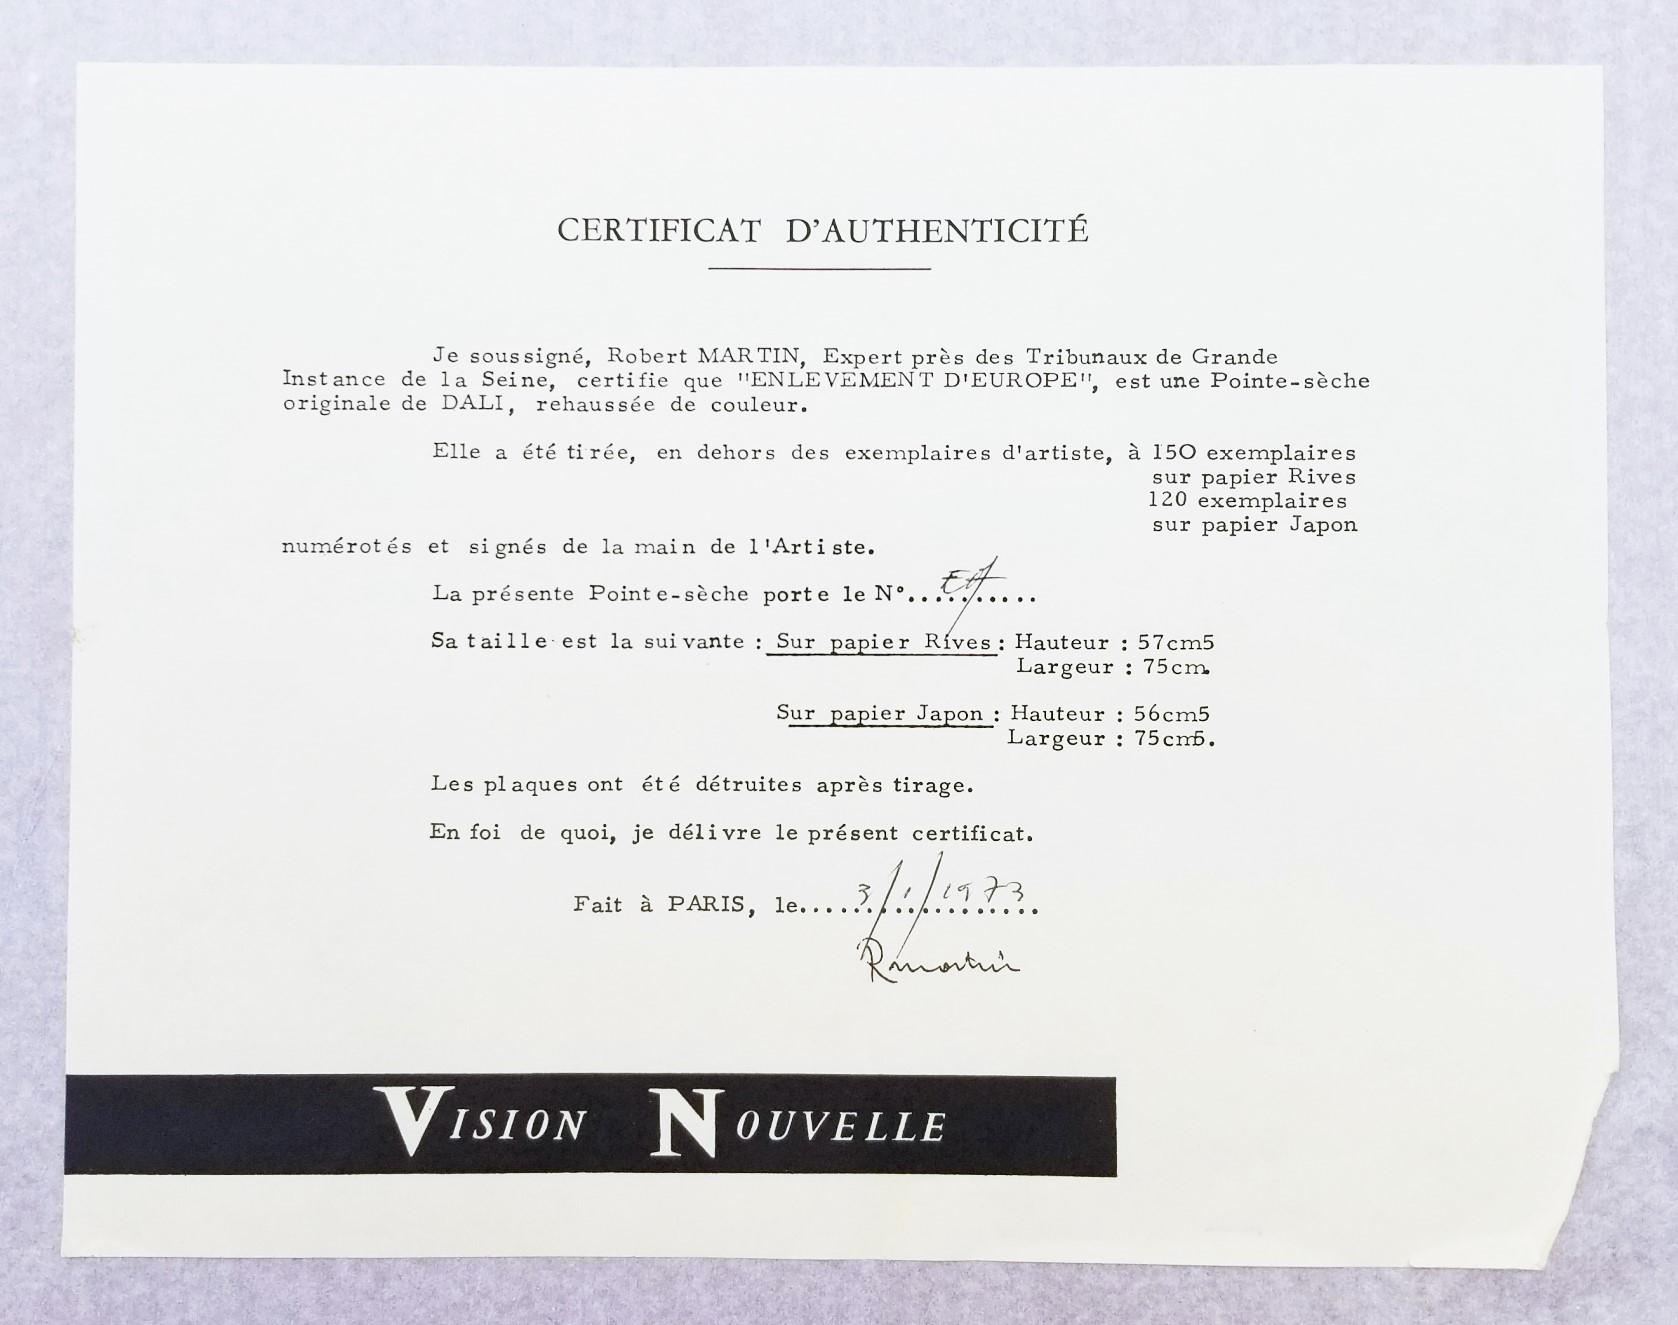 CERTIFICAT D'AUTHENTICITÉ
Je soussigné, Robert MARTIN, Expert près des Tribunaux de Grande
Instance de la Seine, certifie que "ENLEVEMENT D'EUROPE", est une Pointe-sèche
originale de DALI, rehaussée de couleur.
Elle a été tirée, en dehors des exemplaires d'artiste, à 150 exemplaires
sur papier Rives
120 exemplaires
sur papier Japon
numérotés et signés de la main de l'Artiste.
La présente Pointe-sèche porte le N°....EA......
Sa taille est la suivante : Sur papier Rives : Hauteur : 57cm5
Largeur : 75cm.
Sur papier Japon : Hauteur : 56cm5
Largeur : 75cm5.
Les plaques ont été détruites après tirage.
En foi de quoi, je délivre le présent certificat.
Fait à PARIS, le.....3/1/1973
RMartin
VISION NOUVELLE